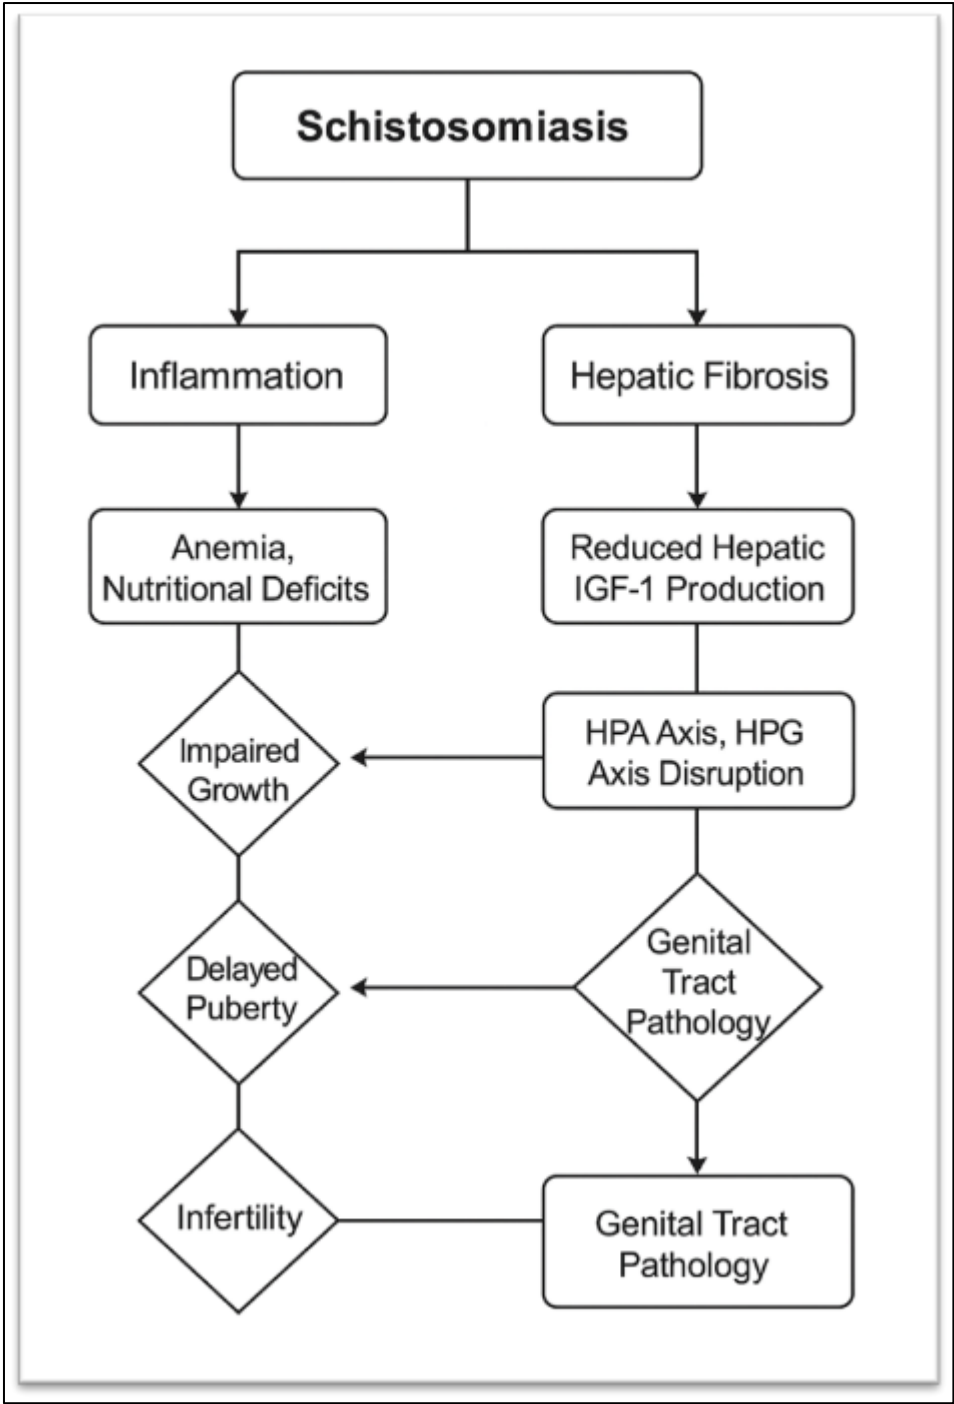 Schistosomiasis
Inflammation
Hepatic Fibrosis
Anemia,
Nutritional Deficits
Reduced Hepatic
IGF-1 Production
Impaired
Growth
HPA Axis, HPG
Axis Disruption
Delayed
Puberty
Genital
Tract
Pathology
Infertility
Genital Tract
Pathology